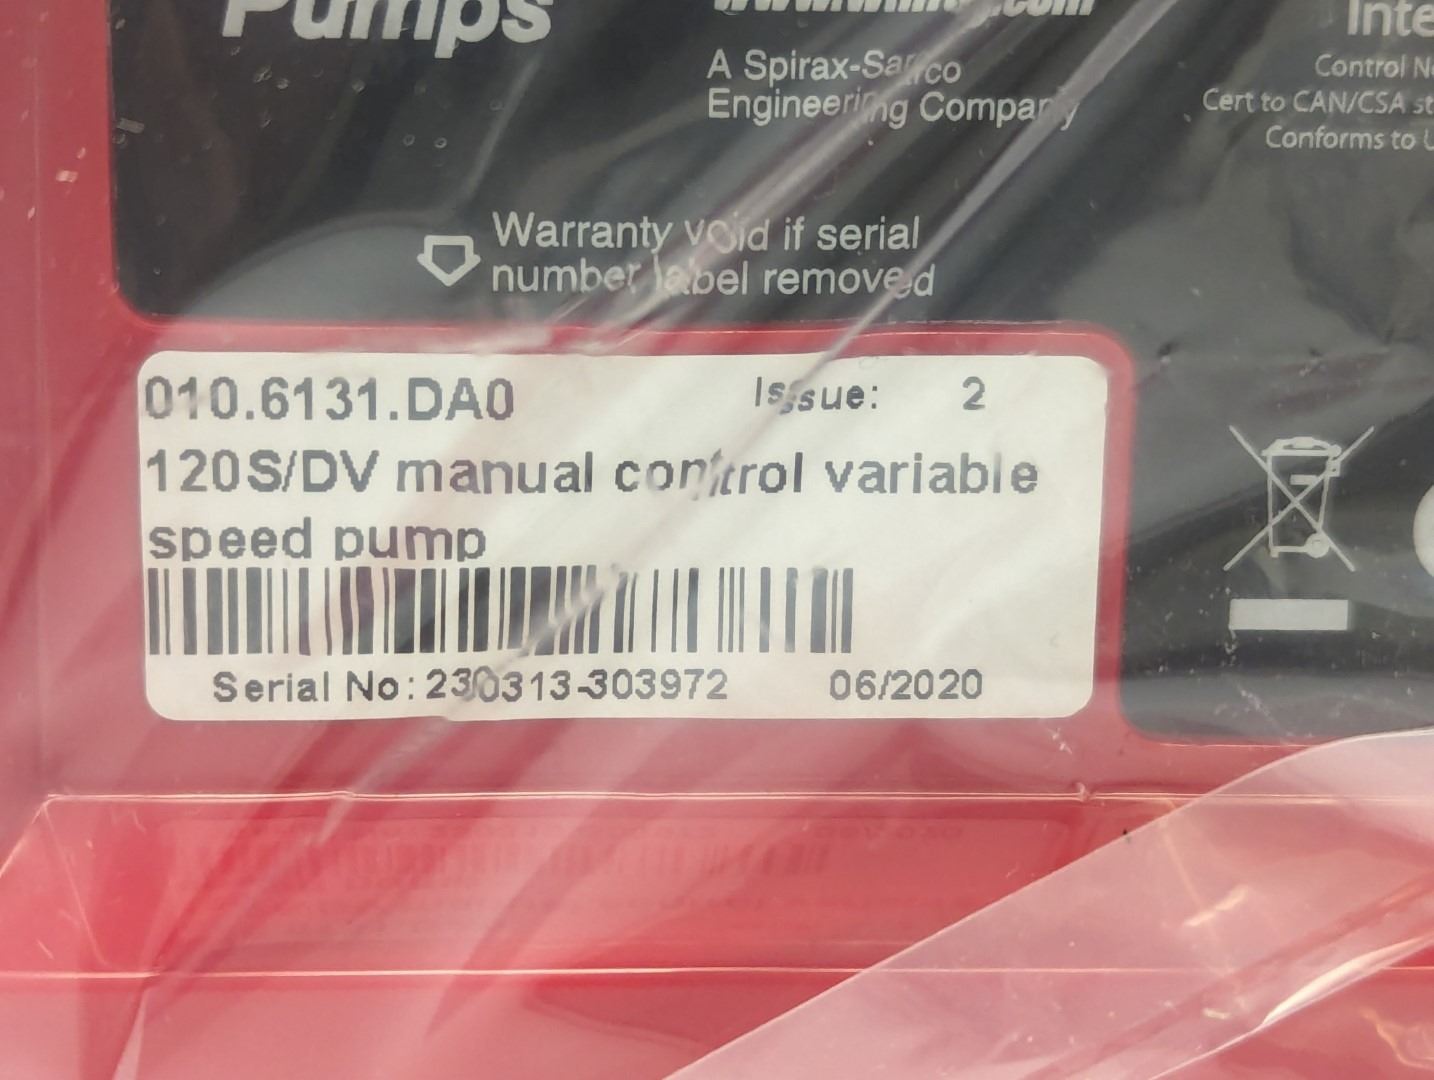 Pumps
A Spirax-Sarco
Engineering Company
Inte
Control No
Cert to CAN/CSA st
Conforms to U
Warranty void if serial
number label removed
010.6131.DA0 Issue: 2
120S/DV manual control variable
speed pump
Serial No: 230313-303972 06/2020